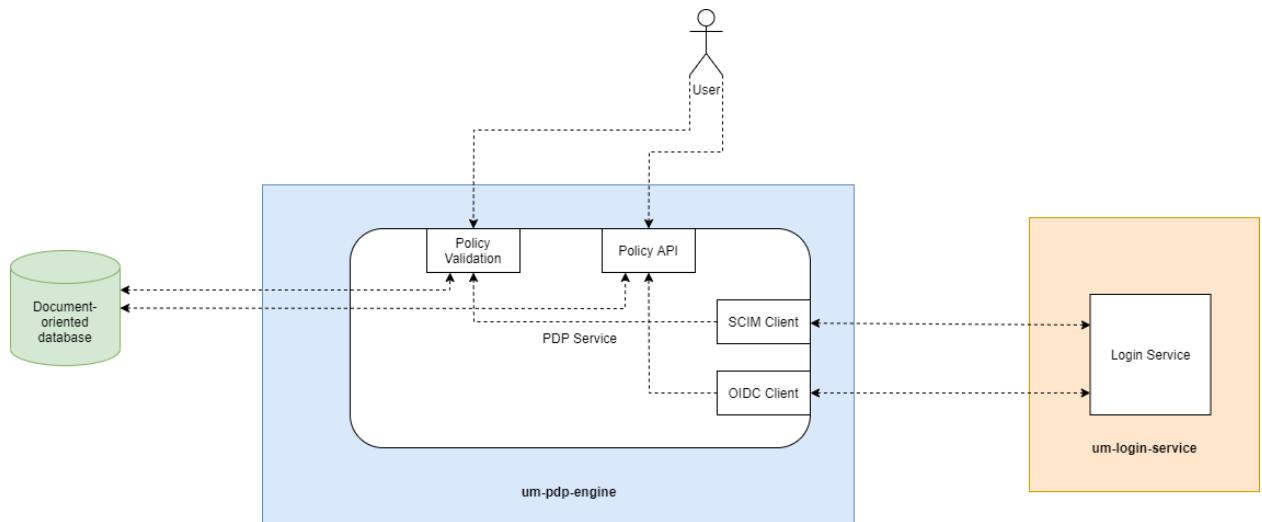 User
Policy
Validation
Policy API
Document-
oriented
database
SCIM Client
PDP Service
Login Service
OIDC Client
um-login-service
um-pdp-engine